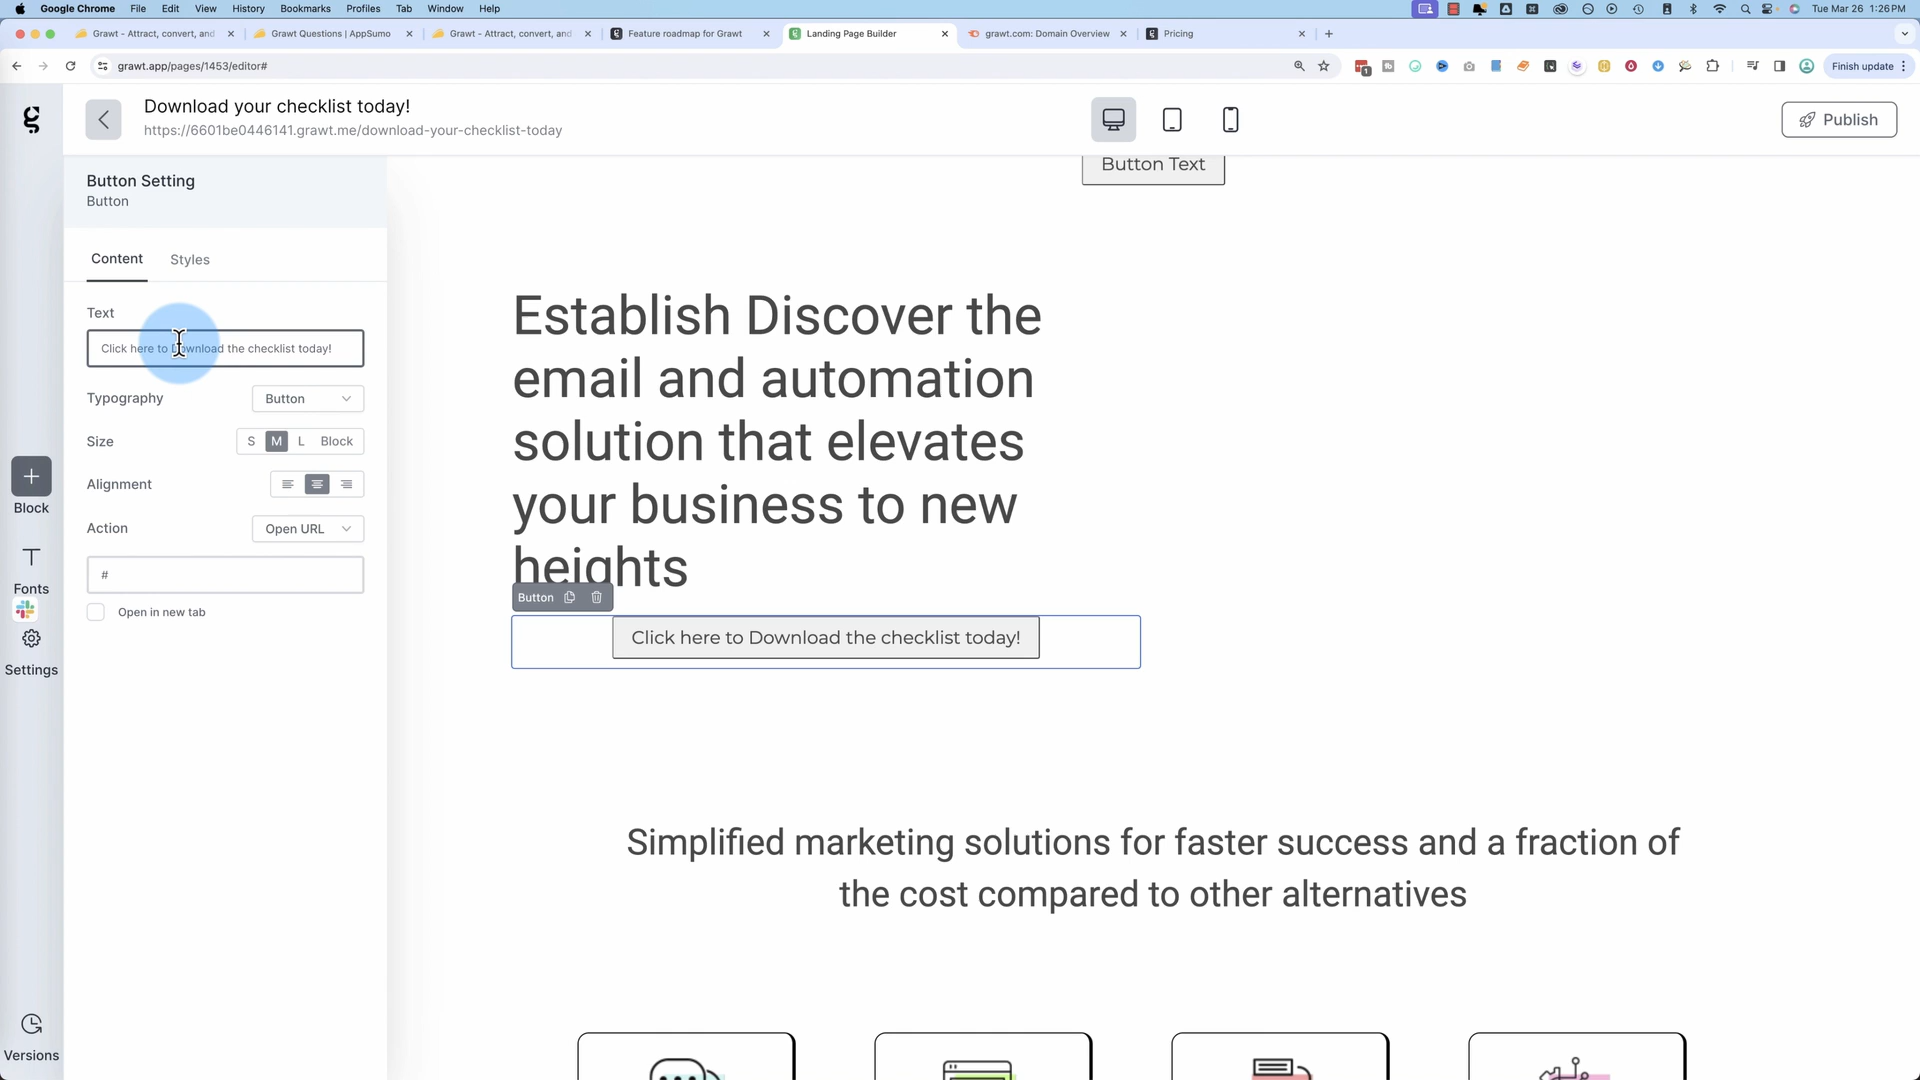 Google Chrome File Edit View History Bookmarks Profiles Tab Window Help Tue Mar 26 1:26 PM
Grawt - Attract, convert, and Grawt Questions | AppSumo Grawt - Attract, convert, and Feature roadmap for Grawt Landing Page Builder grawt.com: Domain Overview Pricing
grawt.app/pages/1453/editor# Finish update
Download your checklist today!
https://6601be0446141.grawt.me/download-your-checklist-today
Publish
Button Setting
Button
Content Styles
Text
Click here to Download the checklist today!
Typography Button
Size S M L Block
Alignment
Action Open URL
#
Open in new tab
Block
Fonts
Settings
Versions
Button Text
Establish Discover the
email and automation
solution that elevates
your business to new
heights
Button
Click here to Download the checklist today!
Simplified marketing solutions for faster success and a fraction of
the cost compared to other alternatives